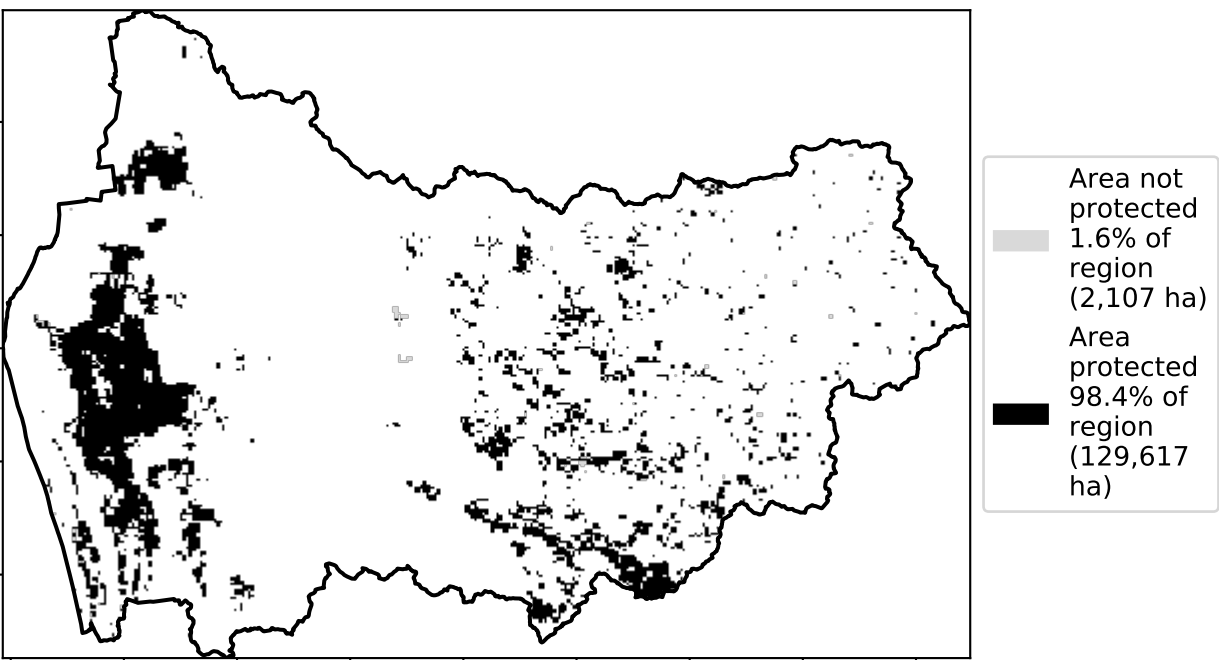 Area not
protected
1.6% of
region
(2,107 ha)
Area
protected
98.4% of
region
(129,617
ha)